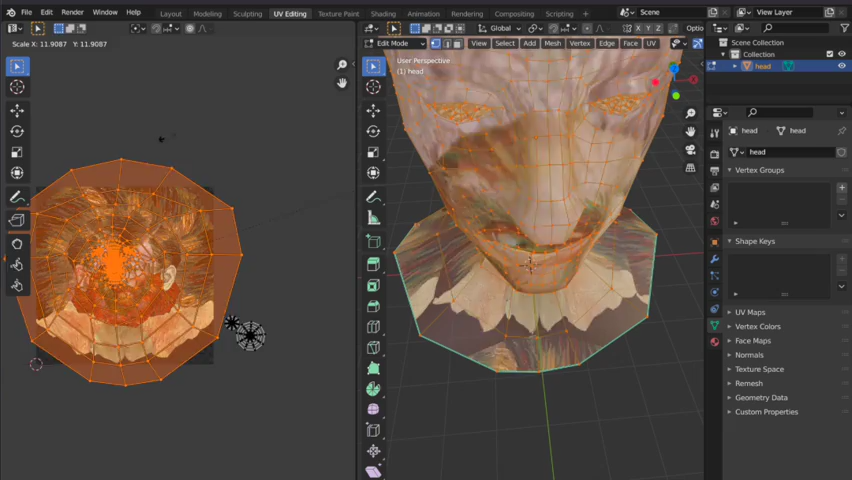 File Edit Render Window Help Layout Modeling Sculpting UV Editing Texture Paint Shading Animation Rendering Compositing Scripting Scene View Layer
Global Optio
Scale X: 11.9087 Y: 11.9087
Edit Mode View Select Add Mesh Vertex Edge Face UV
User Perspective
(1) head
Scene Collection
Collection
head
head head
head
Vertex Groups
Shape Keys
UV Maps
Vertex Colors
Face Maps
Normals
Texture Space
Remesh
Geometry Data
Custom Properties
X Y Z